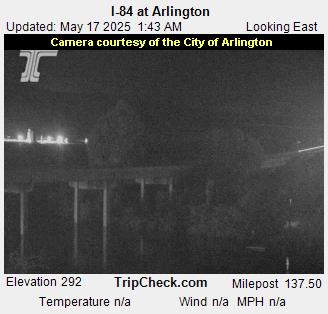 I-84 at Arlington
Updated: May 17 2025 1:43 AM Looking East
Camera courtesy of the City of Arlington
Elevation 292 TripCheck.com Milepost 137.50
Temperature n/a Wind n/a MPH n/a